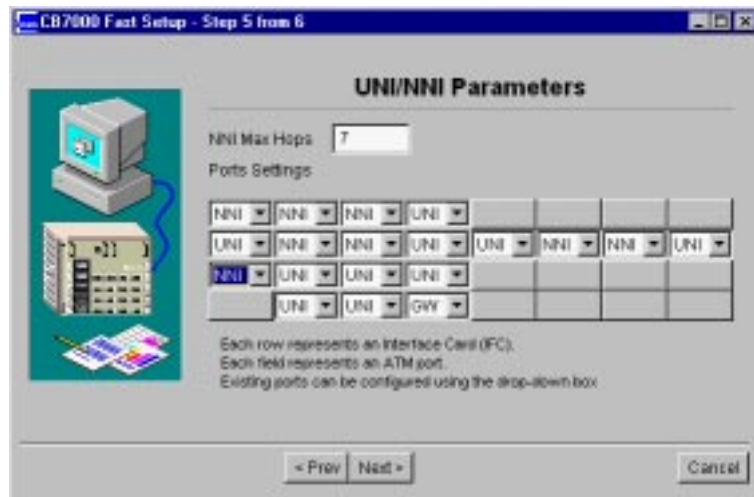 CB7000 Fast Setup - Step 5 from 6
UNI/NNI Parameters
NNI Max Hops 7
Ports Settings
NNI NNI NNI UNI
UNI NNI NNI UNI UNI NNI NNI UNI
NNI UNI UNI UNI
UNI UNI GW
Each row represents an Interface Card (IFC).
Each field represents an ATM port.
Existing ports can be configured using the drop-down box
< Prev Next > Cancel